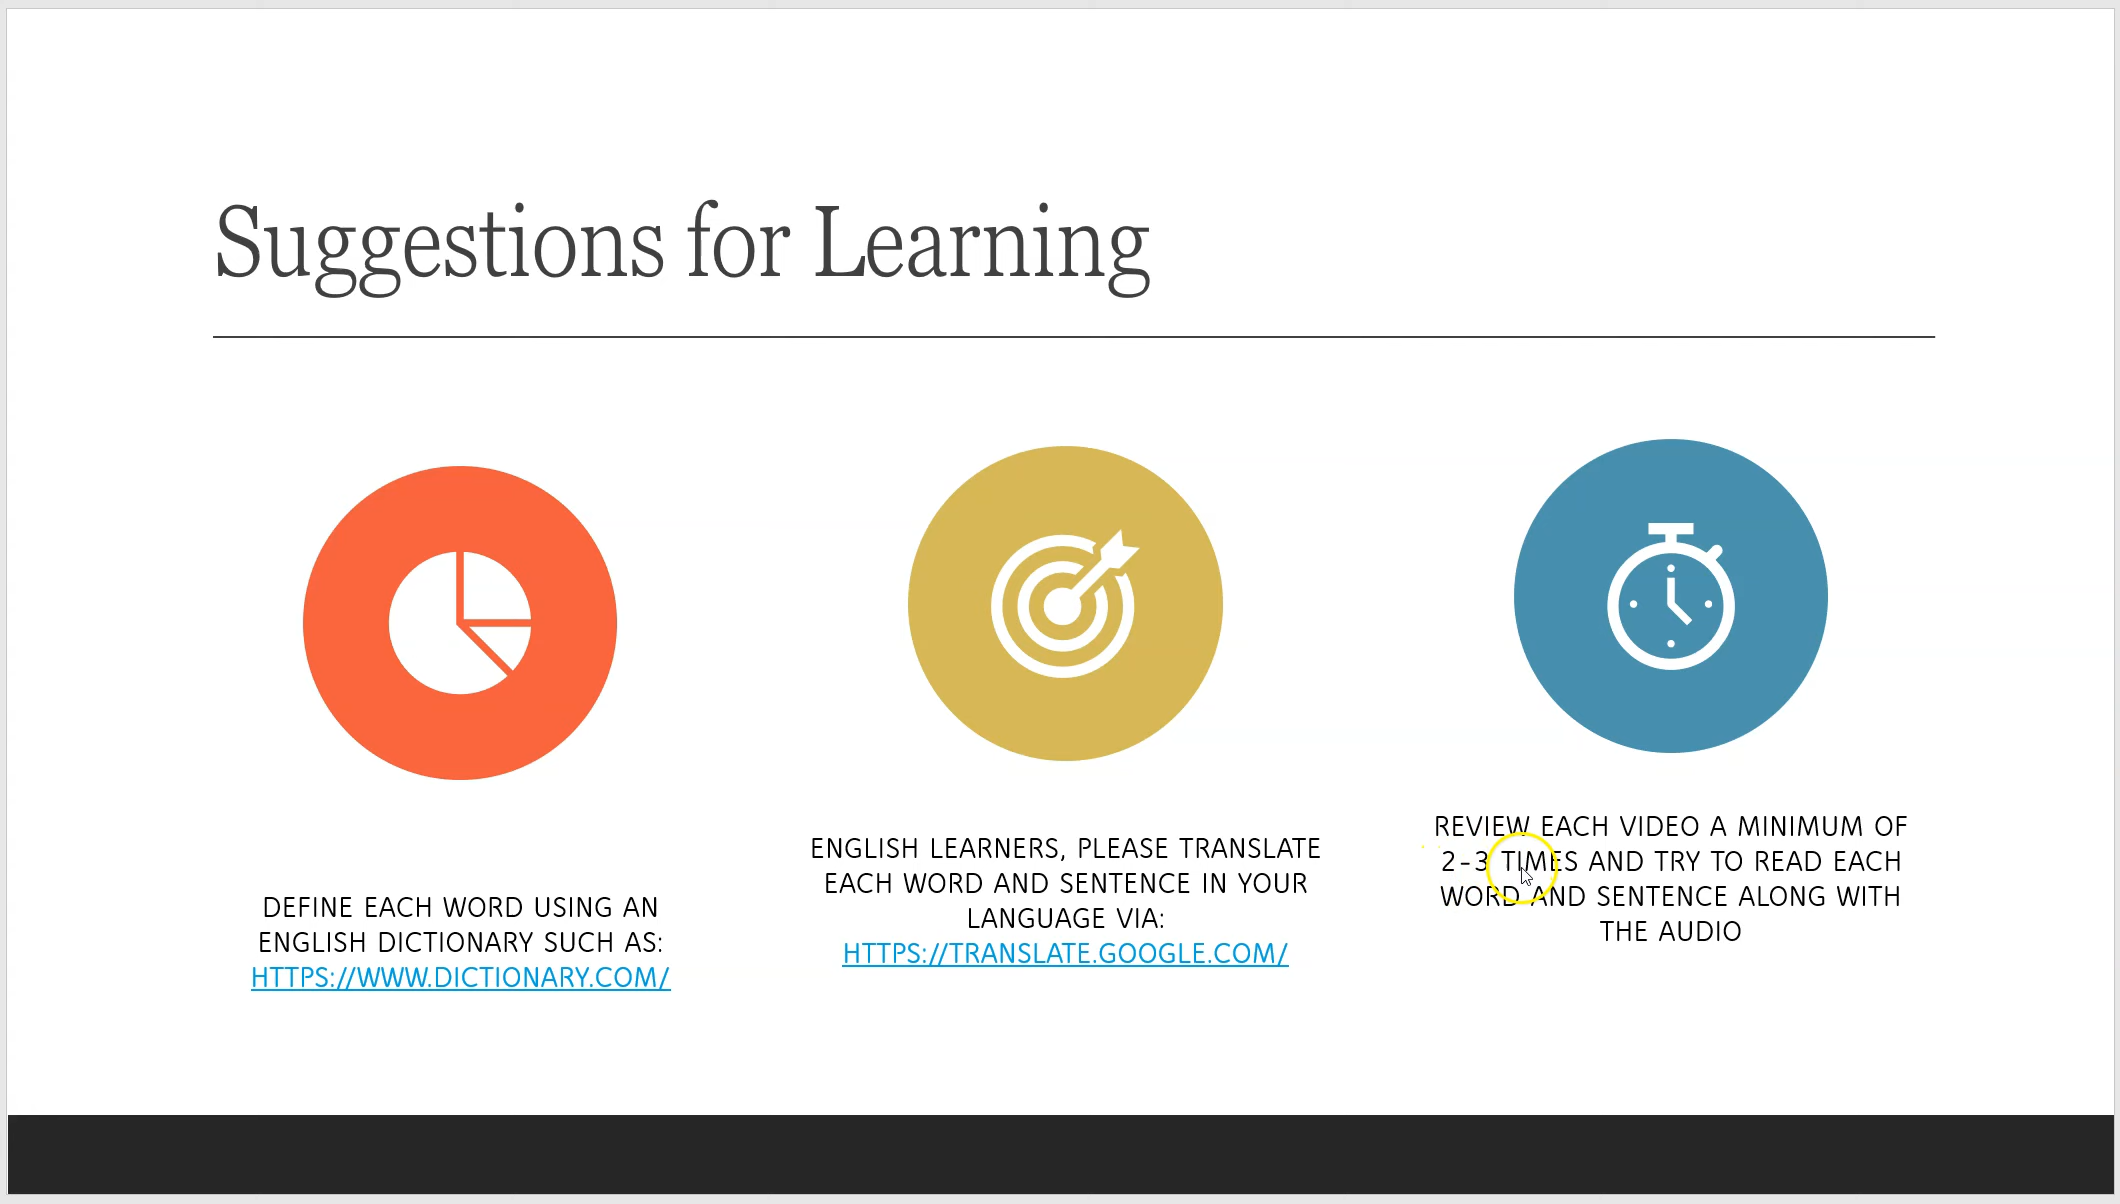 Suggestions for Learning
DEFINE EACH WORD USING AN
ENGLISH DICTIONARY SUCH AS:
HTTPS://WWW.DICTIONARY.COM/
ENGLISH LEARNERS, PLEASE TRANSLATE
EACH WORD AND SENTENCE IN YOUR
LANGUAGE VIA:
HTTPS://TRANSLATE.GOOGLE.COM/
REVIEW EACH VIDEO A MINIMUM OF
2-3 TIMES AND TRY TO READ EACH
WORD AND SENTENCE ALONG WITH
THE AUDIO